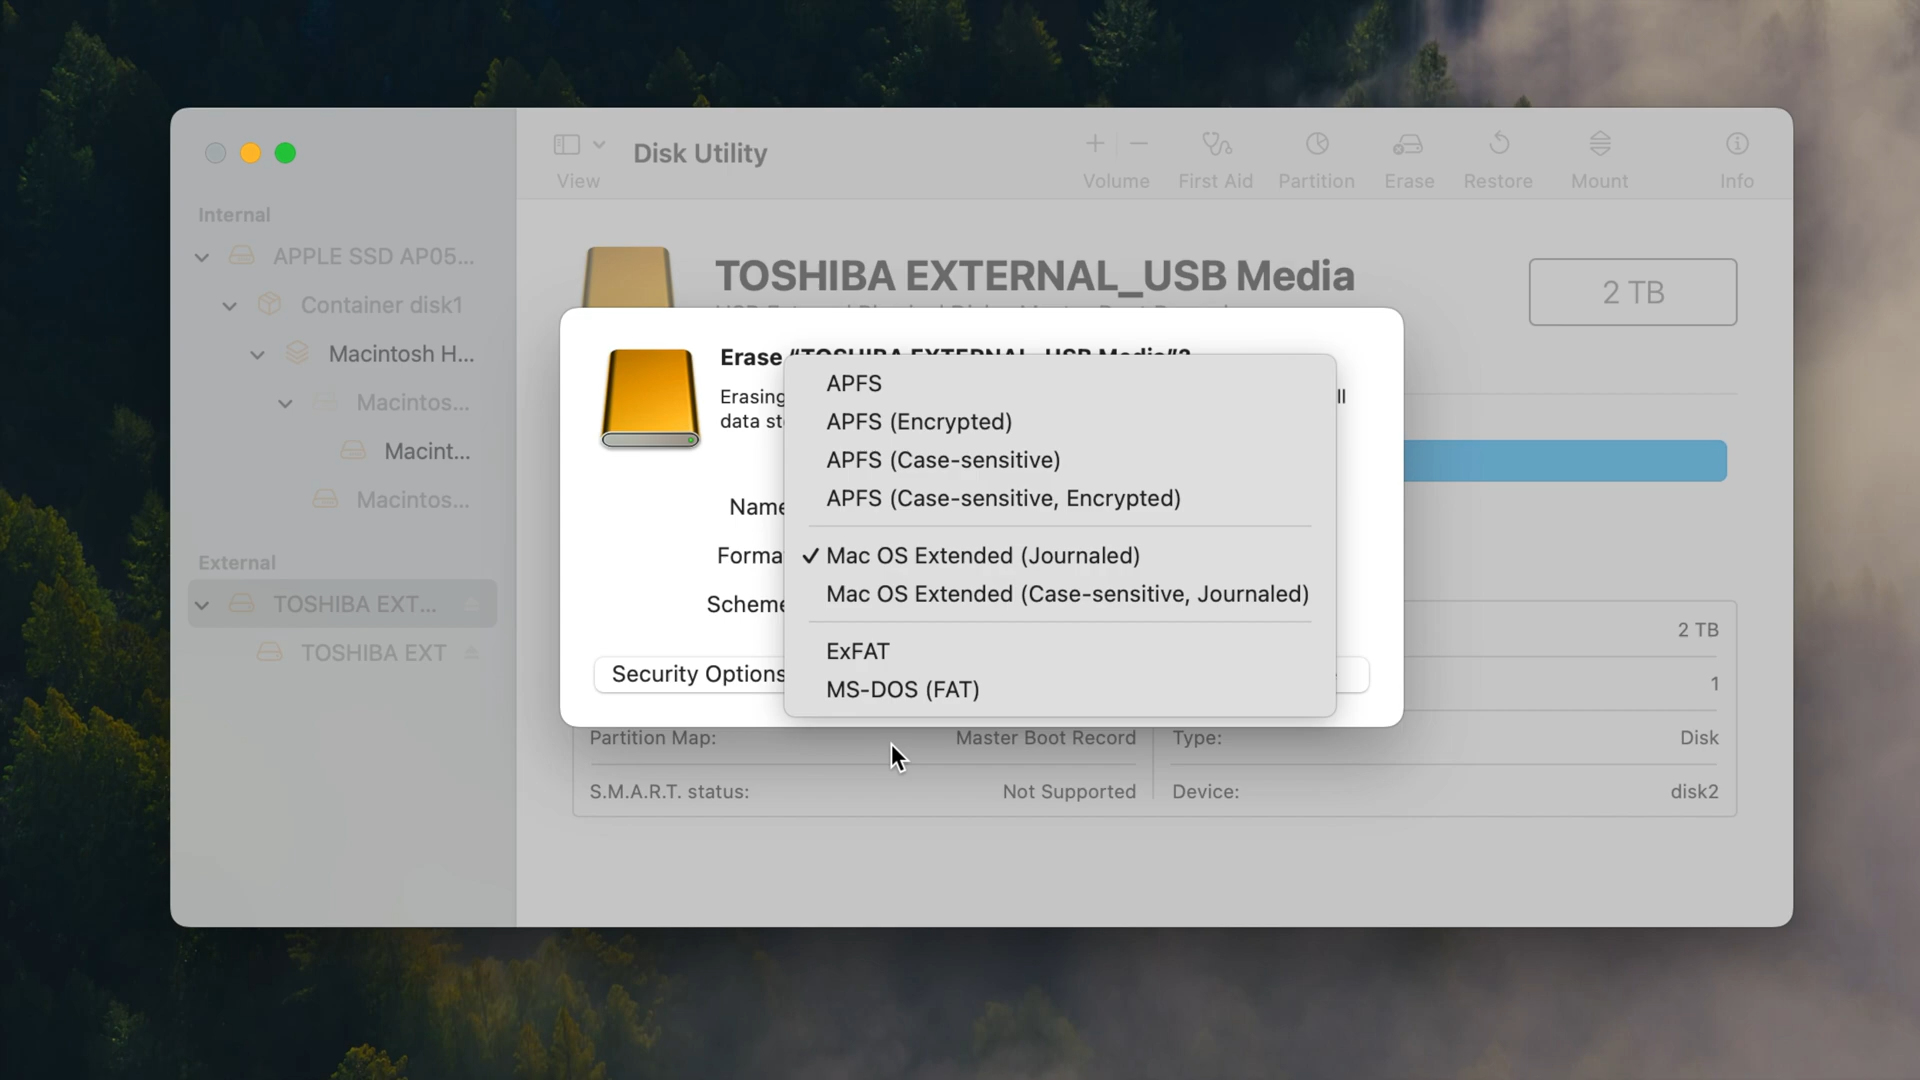 Disk Utility
View
Volume
First Aid
Partition
Erase
Restore
Mount
Info
Internal
APPLE SSD AP05...
Container disk1
Macintosh H...
Macintos...
Macint...
Macintos...
External
TOSHIBA EXT...
TOSHIBA EXT
TOSHIBA EXTERNAL_USB Media
2 TB
Erase “TOSHIBA EXTERNAL_USB Media”?
Erasing
data
Name
Forma
Scheme
Security Options
APFS
APFS (Encrypted)
APFS (Case-sensitive)
APFS (Case-sensitive, Encrypted)
✓ Mac OS Extended (Journaled)
Mac OS Extended (Case-sensitive, Journaled)
ExFAT
MS-DOS (FAT)
2 TB
1
Partition Map: Master Boot Record
Type: Disk
S.M.A.R.T. status: Not Supported
Device: disk2